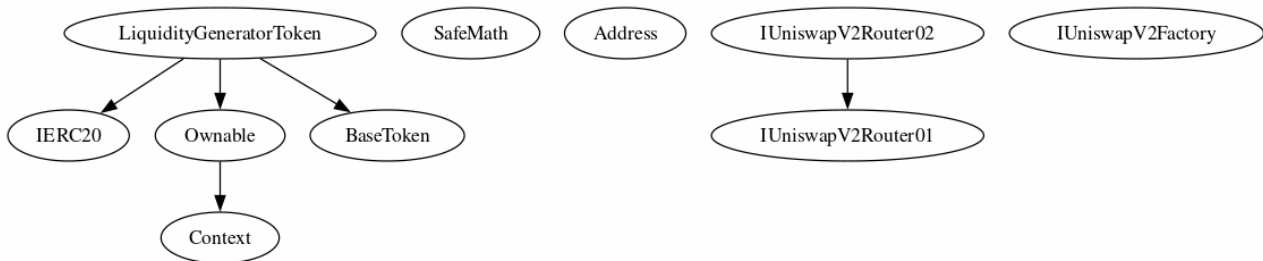 LiquidityGeneratorToken
SafeMath
Address
IUniswapV2Router02
IUniswapV2Factory
IERC20
Ownable
BaseToken
IUniswapV2Router01
Context